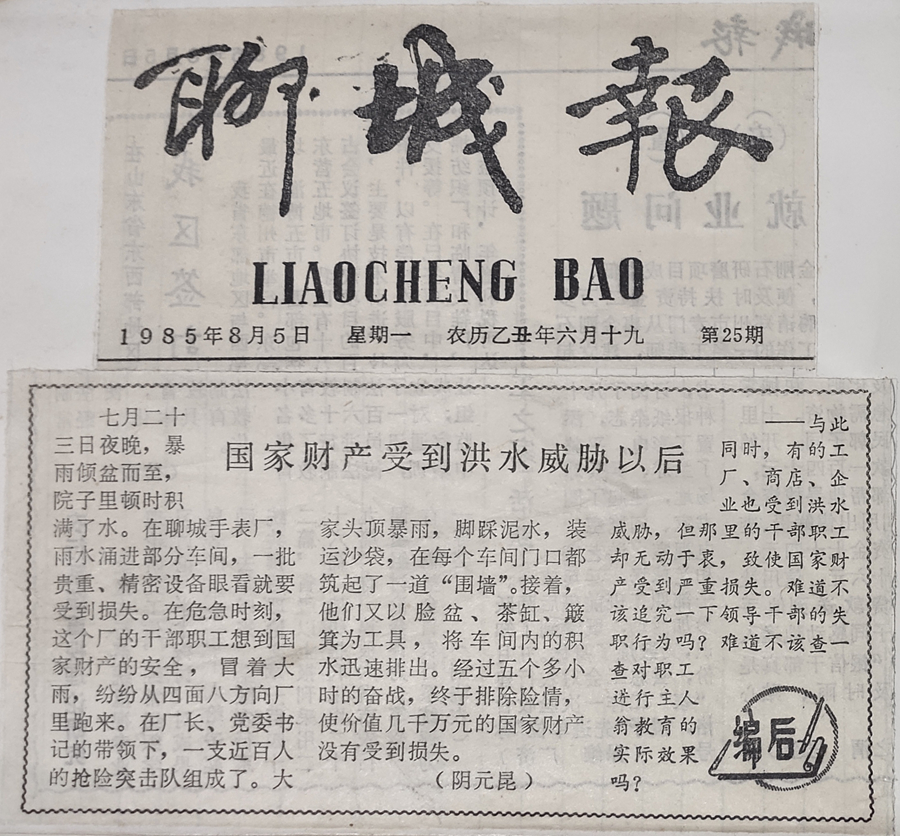 聊城報
LIAOCHENG BAO
1985年8月5日 星期一 农历乙丑年六月十九 第25期
国家财产受到洪水威胁以后
七月二十
三日夜晚，暴
雨倾盆而至，
院子里顿时积
满了水。在聊城手表厂，
雨水涌进部分车间，一批
贵重、精密设备眼看就要
受到损失。在危急时刻，
这个厂的干部职工想到国
家财产的安全，冒着大
雨，纷纷从四面八方向厂
里跑来。在厂长、党委书
记的带领下，一支近百人
的抢险突击队组成了。大
家头顶暴雨，脚踩泥水，装
运沙袋，在每个车间门口都
筑起了一道“围墙”。接着，
他们又以脸盆、茶缸、簸
箕为工具，将车间内的积
水迅速排出。经过五个多小
时的奋战，终于排除险情，
使价值几千万元的国家财产
没有受到损失。
（阴元昆）
——与此
同时，有的工
厂、商店、企
业也受到洪水
威胁，但那里的干部职工
却无动于衷，致使国家财
产受到严重损失。难道不
该追究一下领导干部的失
职行为吗？难道不该查一
查对职工
进行主人
翁教育的
实际效果
吗？
编后